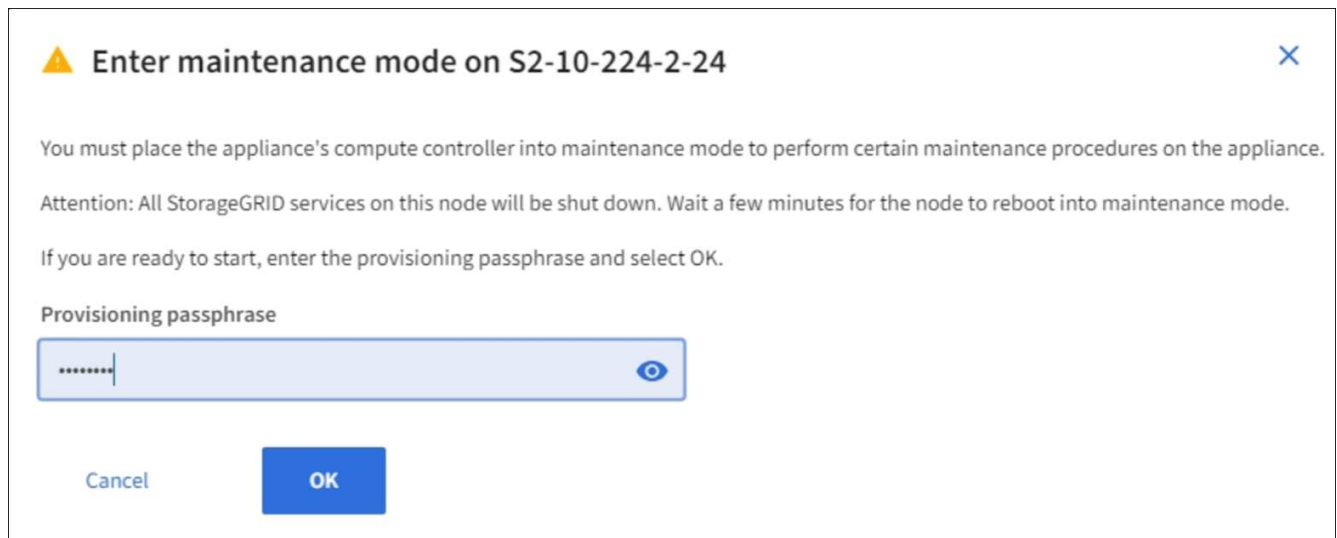 Enter maintenance mode on S2-10-224-2-24
You must place the appliance's compute controller into maintenance mode to perform certain maintenance procedures on the appliance.
Attention: All StorageGRID services on this node will be shut down. Wait a few minutes for the node to reboot into maintenance mode.
If you are ready to start, enter the provisioning passphrase and select OK.
Provisioning passphrase
••••••••
Cancel OK